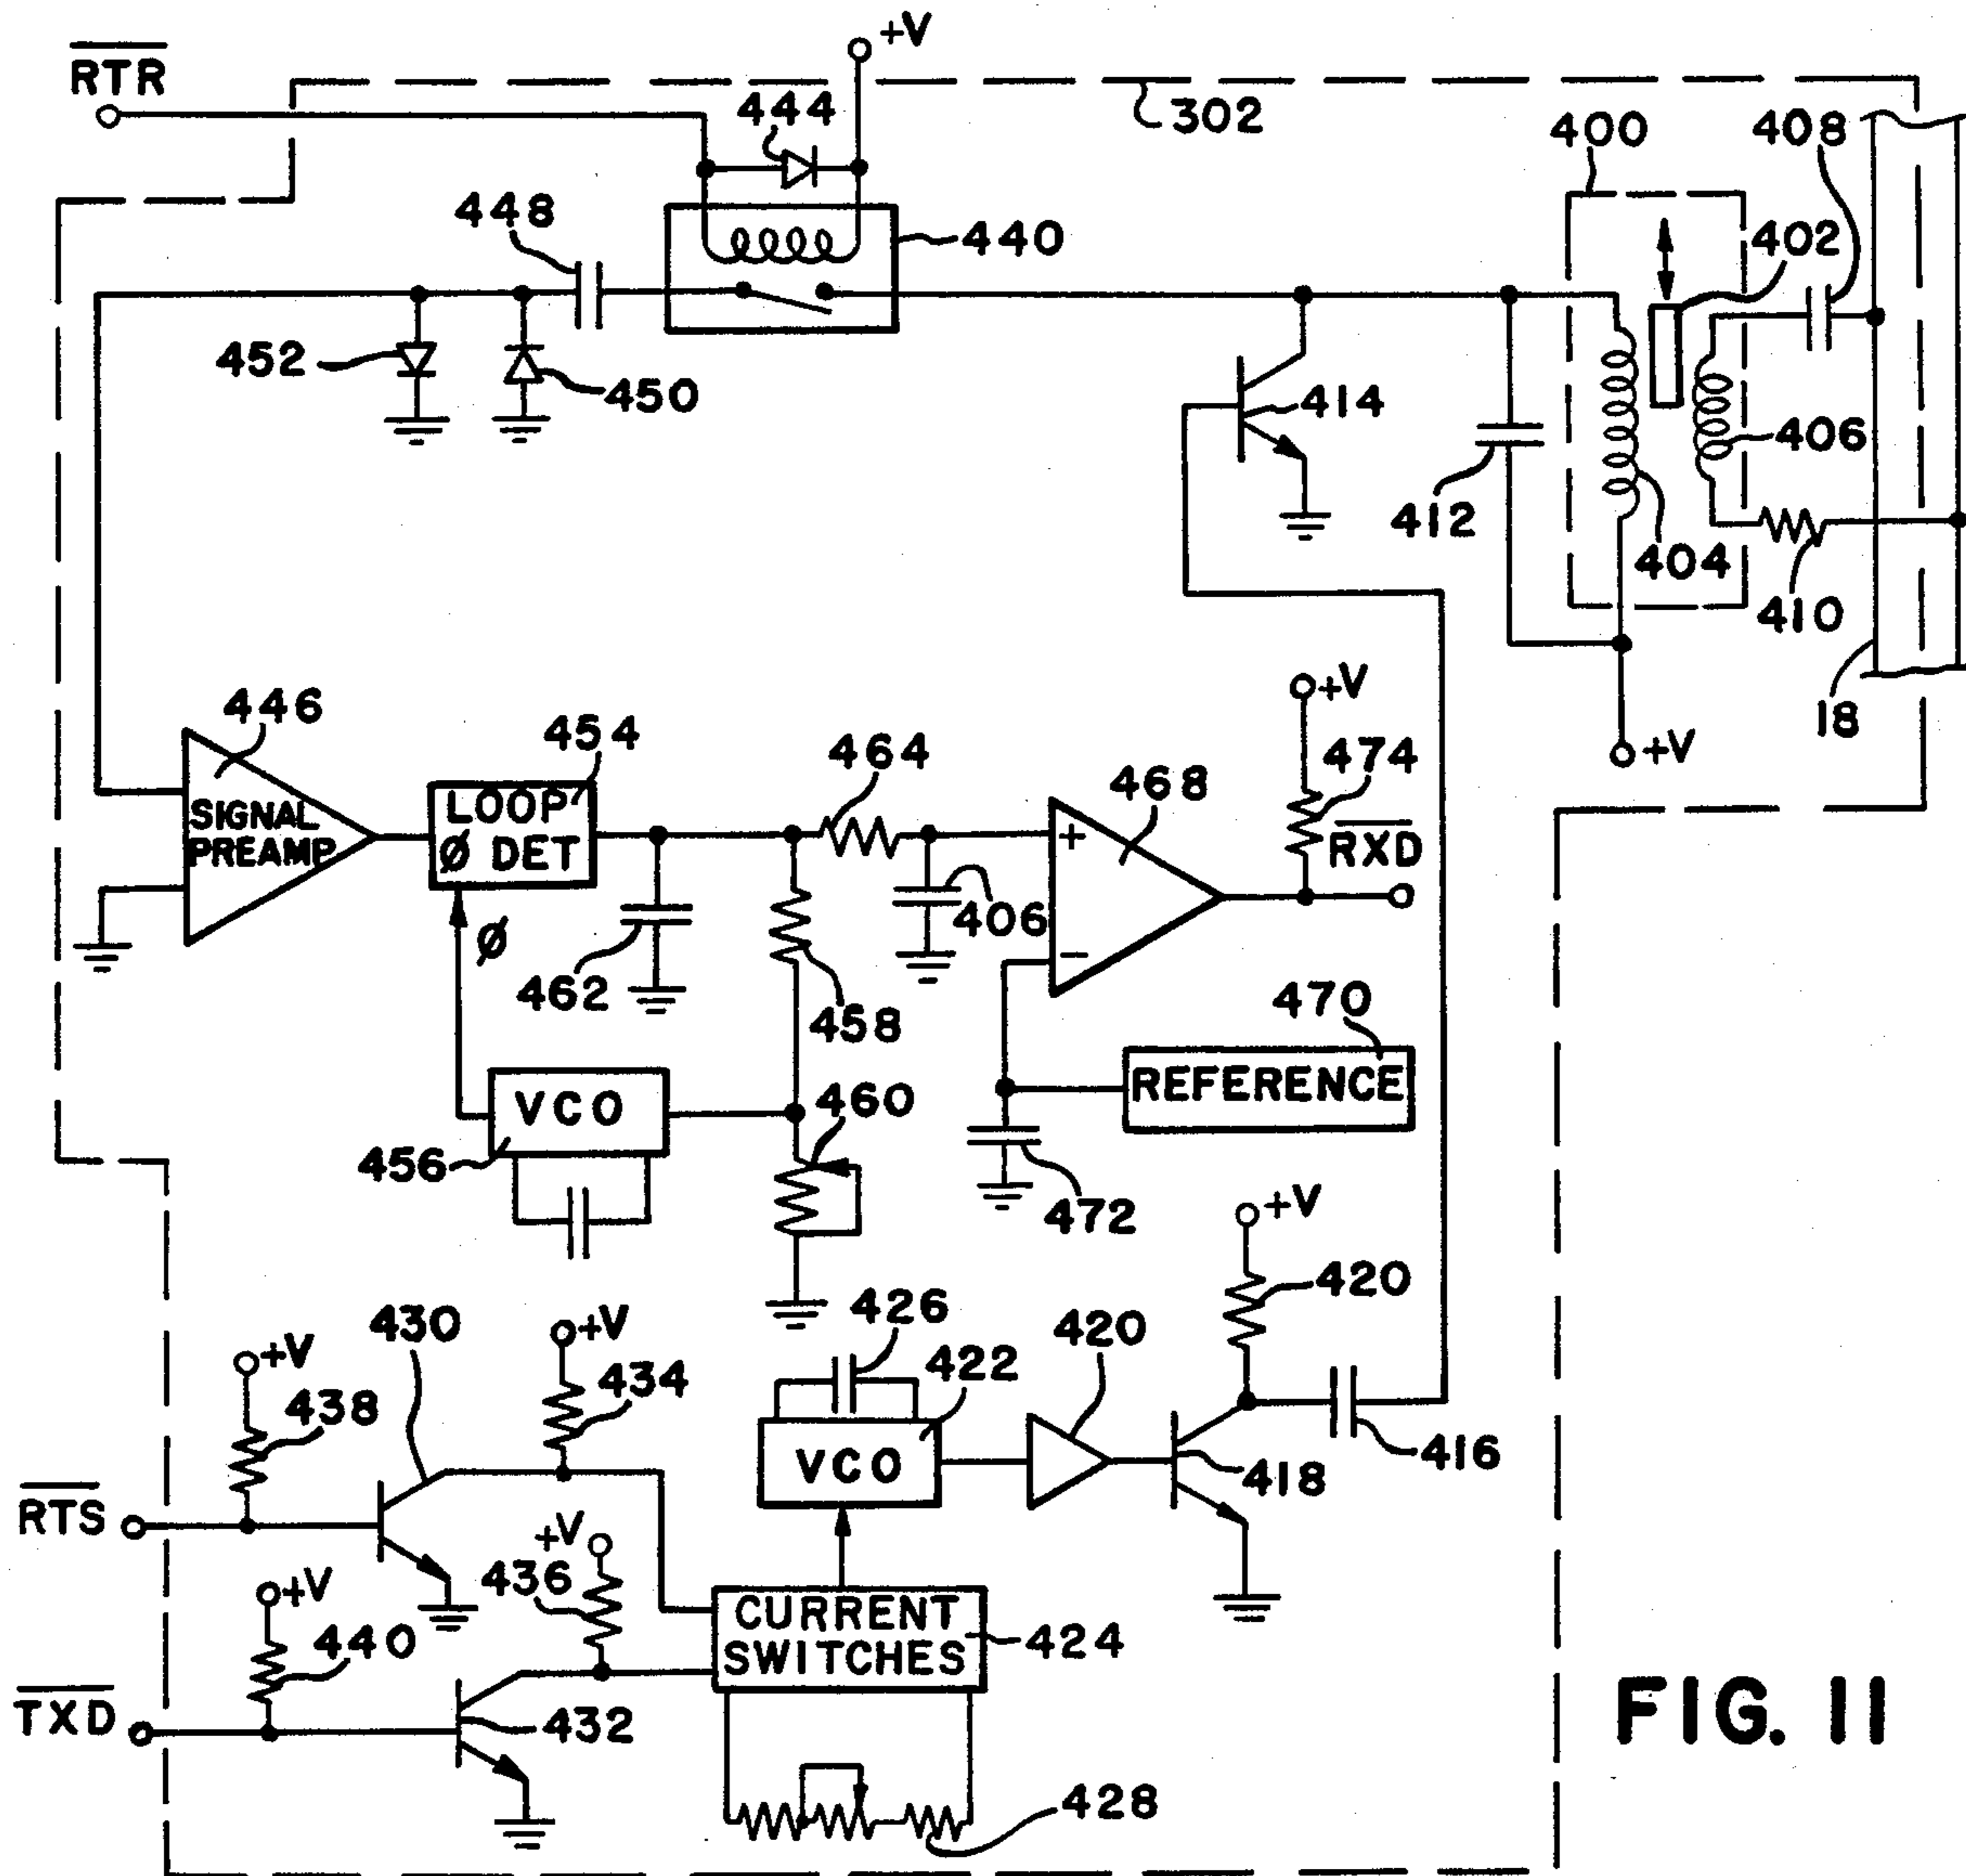 +V
RTR
444
302
400
408
448
440
402
452
450
414
406
412
404
410
18
+V
+V
446
454
464
468
474
SIGNAL
PREAMP
LOOP
Ø DET
+
RXD
406
-
Ø
462
458
470
REFERENCE
VCO
460
456
472
+V
420
426
420
430
+V
+V
422
438
434
VCO
416
418
RTS
+V
+V
436
CURRENT
SWITCHES
424
440
TXD
432
428
FIG. 11